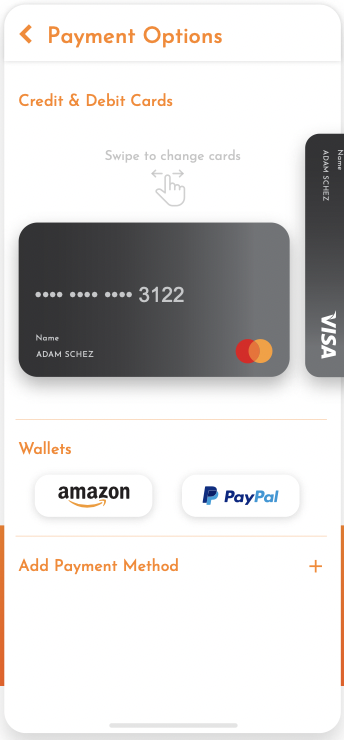 Payment Options
Credit & Debit Cards
Swipe to change cards
•••• •••• •••• 3122
Name
ADAM SCHEZ
Name
ADAM SCHEZ
VISA
Wallets
amazon
PayPal
Add Payment Method +